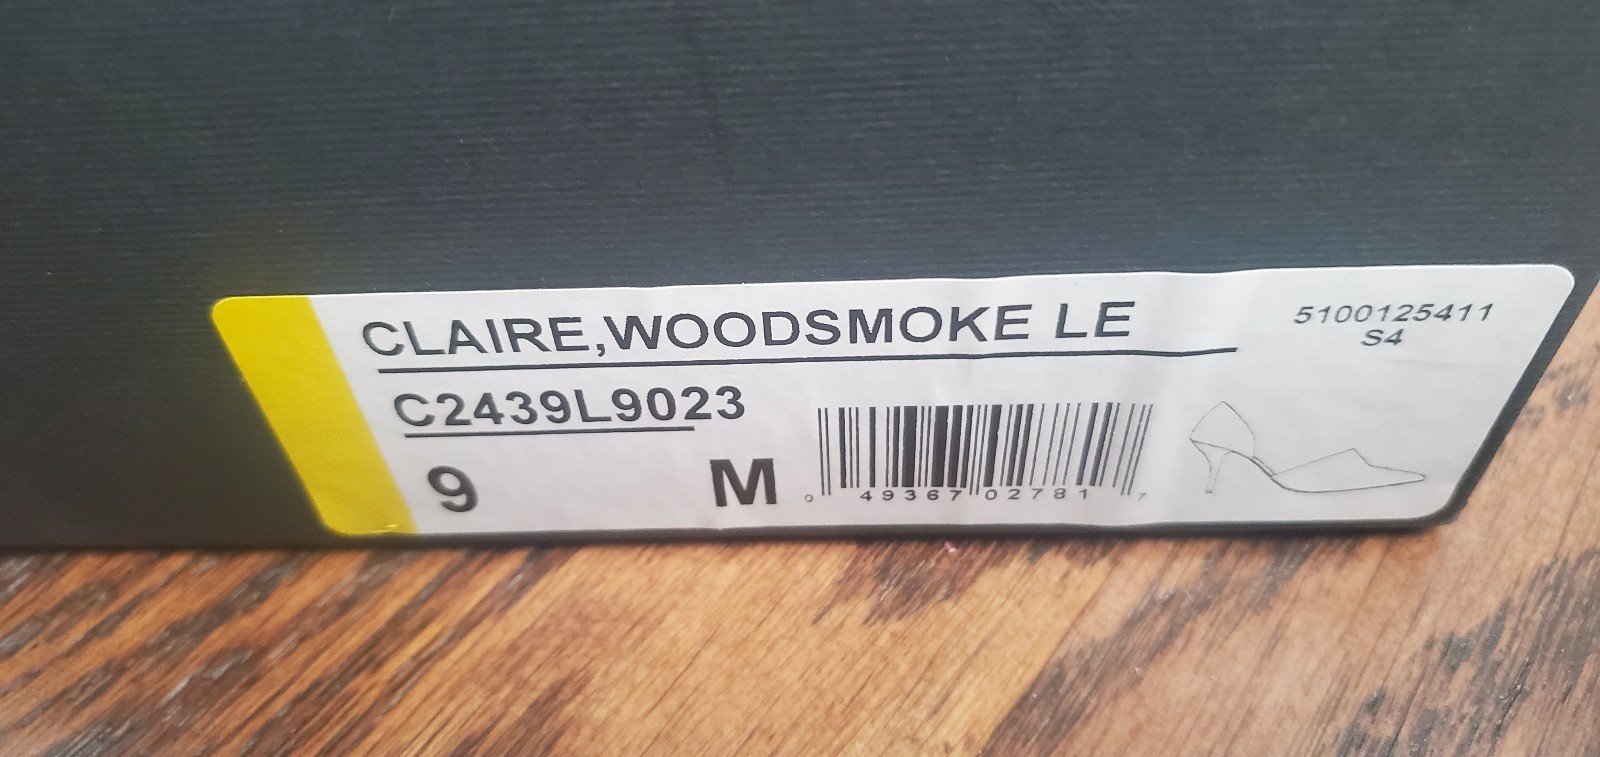 CLAIRE,WOODSMOKE LE
5100125411
S4
C2439L9023
9 M
0 49367 02781 7